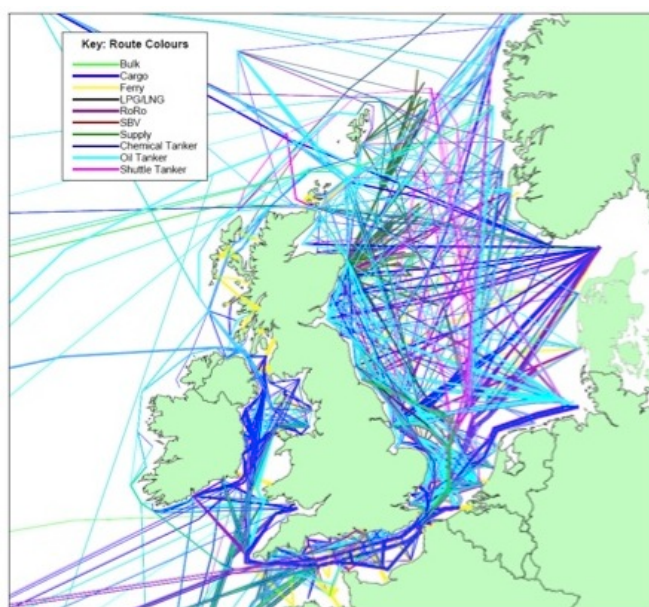 Key: Route Colours
Bulk
Cargo
Ferry
LPG/LNG
RoRo
SBV
Supply
Chemical Tanker
Oil Tanker
Shuttle Tanker